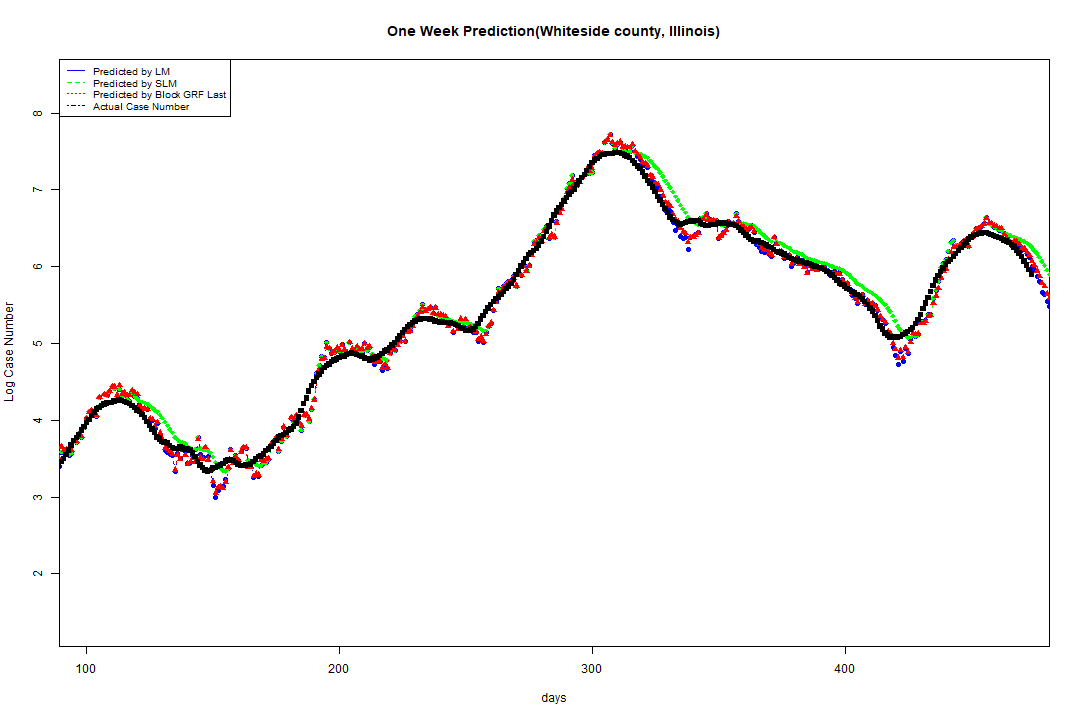 One Week Prediction(Whiteside county, Illinois)
Predicted by LM
Predicted by SLM
Predicted by Block GRF Last
Actual Case Number
8
7
6
5
4
3
2
Log Case Number
100 200 300 400
days